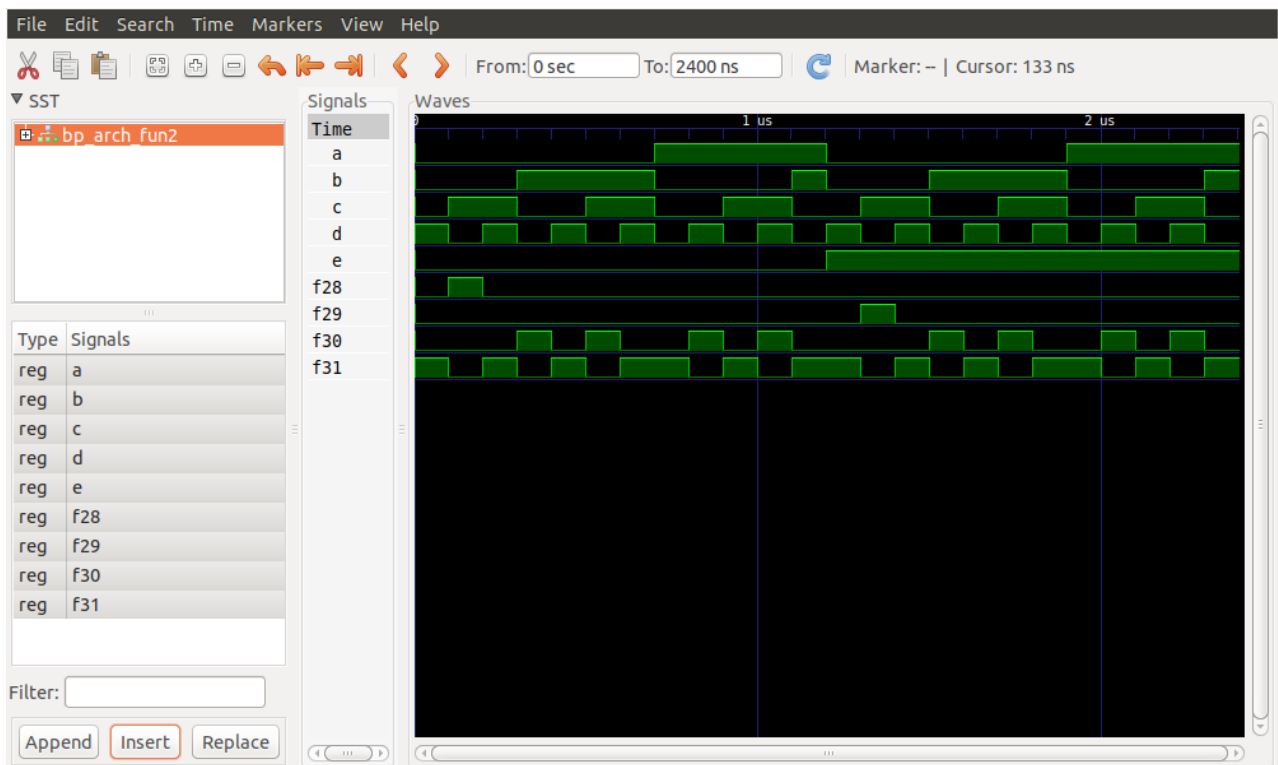 File Edit Search Time Markers View Help
From: 0 sec To: 2400 ns Marker: -- | Cursor: 133 ns
SST
bp_arch_fun2
Type Signals
reg a
reg b
reg c
reg d
reg e
reg f28
reg f29
reg f30
reg f31
Filter:
Append Insert Replace
Signals
Time
a
b
c
d
e
f28
f29
f30
f31
Waves
0 1 us 2 us